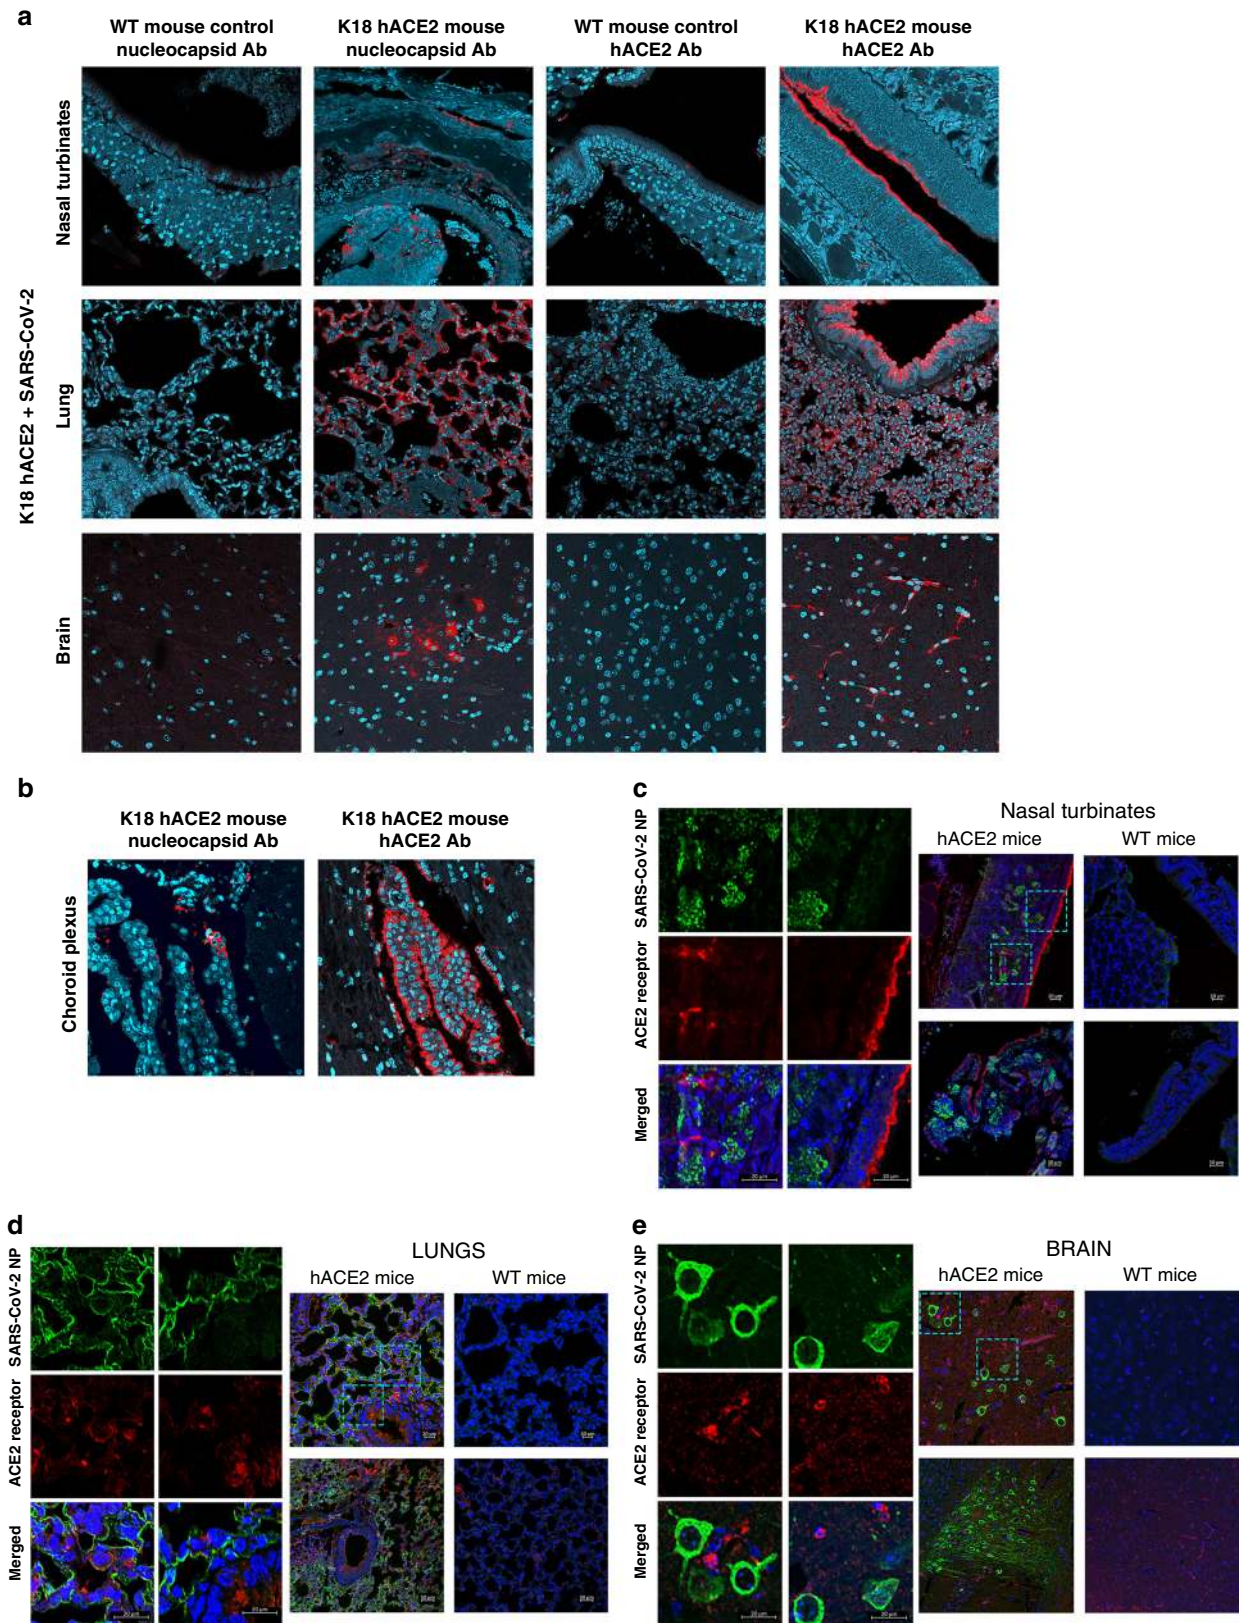 a
WT mouse control
nucleocapsid Ab
K18 hACE2 mouse
nucleocapsid Ab
WT mouse control
hACE2 Ab
K18 hACE2 mouse
hACE2 Ab
K18 hACE2 + SARS-CoV-2
Nasal turbinates
Lung
Brain
b
K18 hACE2 mouse
nucleocapsid Ab
K18 hACE2 mouse
hACE2 Ab
Choroid plexus
c
Nasal turbinates
hACE2 mice
WT mice
SARS-CoV-2 NP
ACE2 receptor
Merged
d
LUNGS
hACE2 mice
WT mice
SARS-CoV-2 NP
ACE2 receptor
Merged
e
BRAIN
hACE2 mice
WT mice
SARS-CoV-2 NP
ACE2 receptor
Merged